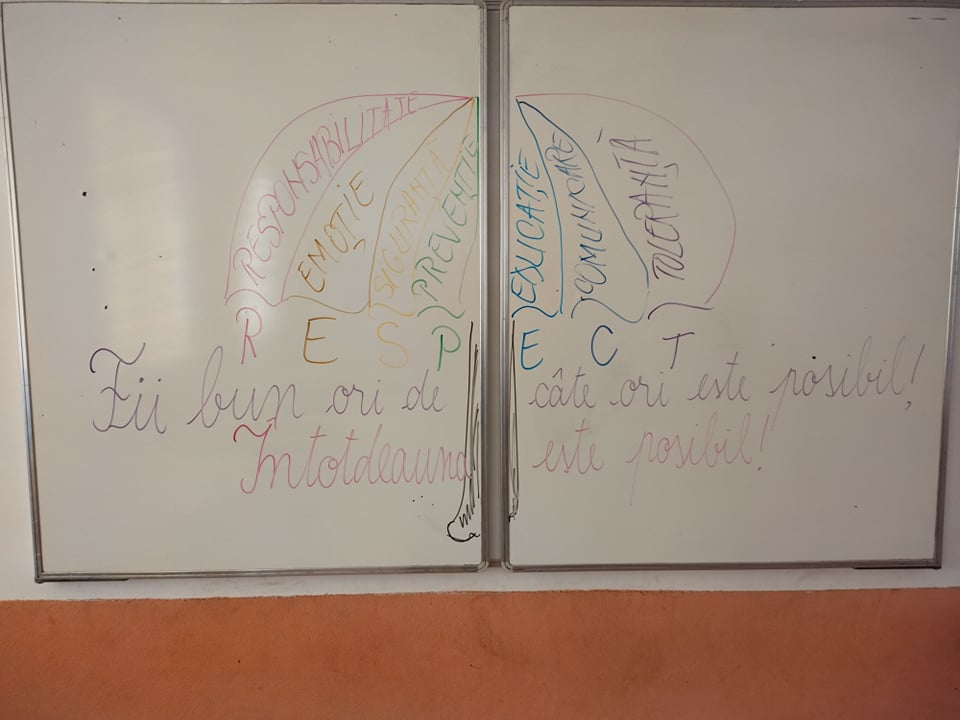 RESPONSABILITATE
EMOȚIE
SIGURANȚĂ
PREVENȚIE
EDUCAȚIE
COMUNICARE
TOLERANȚĂ
R E S P E C T
Fii bun ori de câte ori este posibil!
Întotdeauna este posibil!